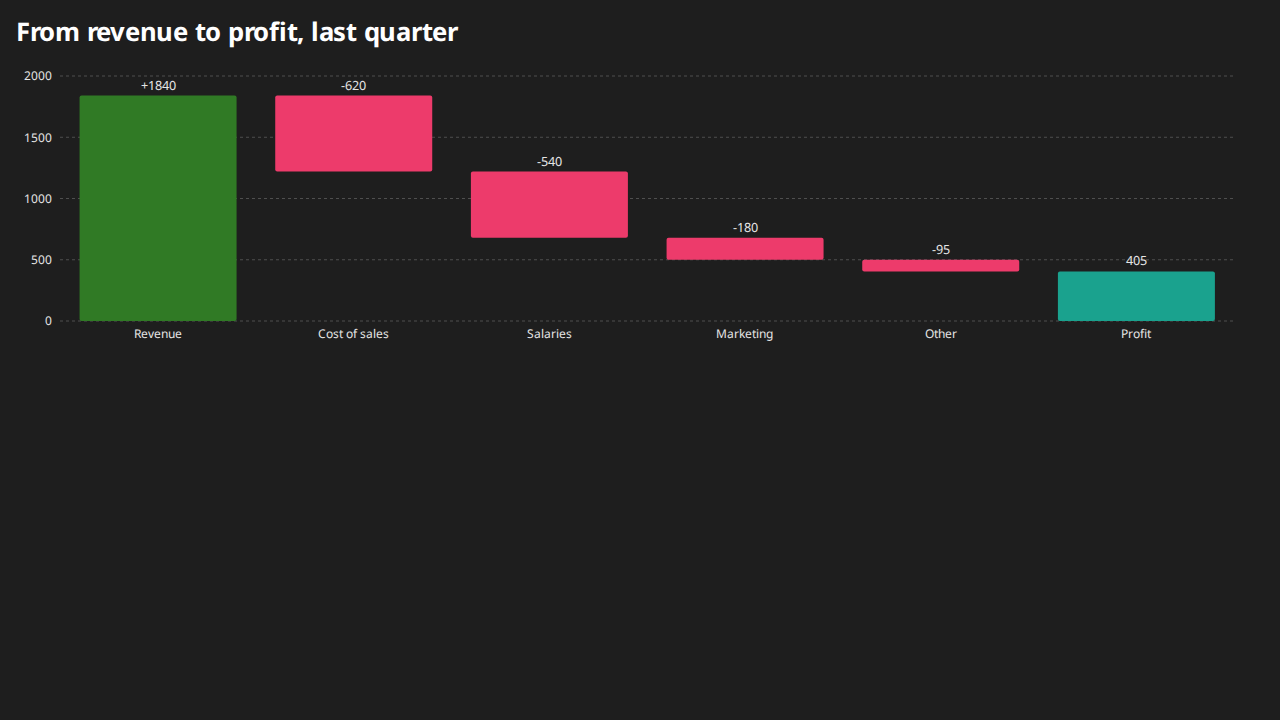 From revenue to profit, last quarter
2000
+1840
-620
1500
-540
1000
-180
-95
500
405
0
Revenue
Cost of sales
Salaries
Marketing
Other
Profit